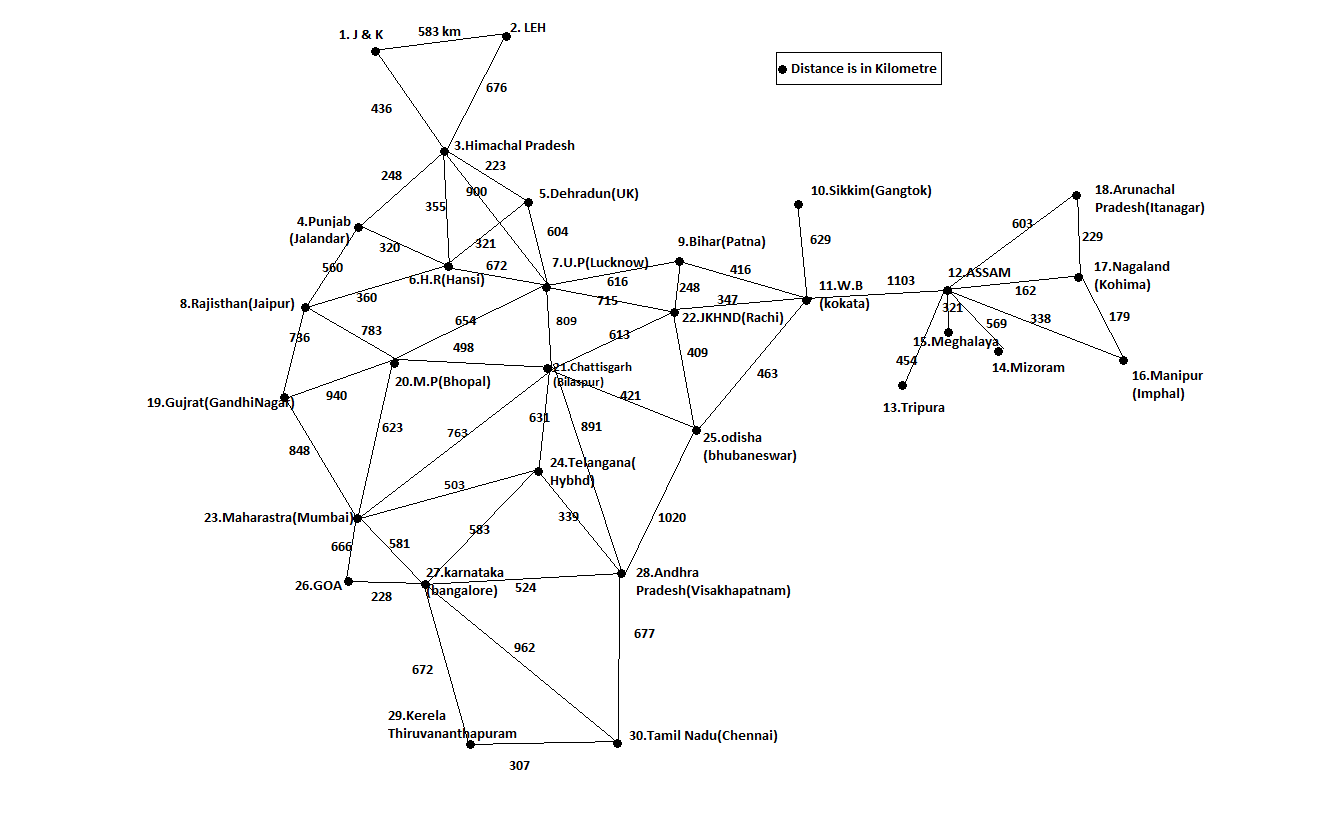 2. LEH
583 km
1. J & K
Distance is in Kilometre
676
436
3.Himachal Pradesh
223
248
900
5.Dehradun(UK)
10.Sikkim(Gangtok)
18.Arunachal
Pradesh(Itanagar)
355
4.Punjab
(Jalandar)
603
604
629
229
320
321
9.Bihar(Patna)
7.U.P(Lucknow)
560
672
416
17.Nagaland
(Kohima)
6.H.R(Hansi)
616
248
11.W.B
(kokata)
1103
12.ASSAM
162
8.Rajisthan(Jaipur)
360
715
347
321
338
179
22.JKHND(Rachi)
654
809
569
736
783
613
15.Meghalaya
498
409
454
14.Mizoram
21.Chattisgarh
(Bilaspur)
20.M.P(Bhopal)
463
16.Manipur
(Imphal)
19.Gujrat(GandhiNagar)
940
421
13.Tripura
623
763
631
891
25.odisha
(bhubaneswar)
848
24.Telangana(
Hybhd)
503
23.Maharastra(Mumbai)
339
1020
583
666
581
26.GOA
27.karnataka
(bangalore)
28.Andhra
Pradesh(Visakhapatnam)
228
524
677
962
672
29.Kerela
Thiruvananthapuram
30.Tamil Nadu(Chennai)
307